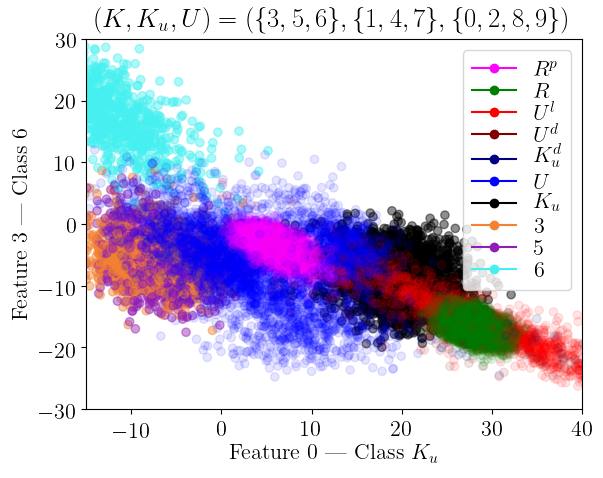 (K, K_u, U) = ({3, 5, 6}, {1, 4, 7}, {0, 2, 8, 9})
30
20
10
0
−10
−20
−30
Feature 3 — Class 6
R^p
R
U^l
U^d
K_u^d
U
K_u
3
5
6
−10
0
10
20
30
40
Feature 0 — Class K_u